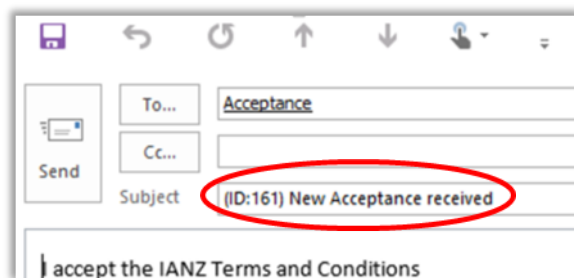 To...
Acceptance
Cc...
Send
Subject
(ID:161) New Acceptance received
I accept the IANZ Terms and Conditions